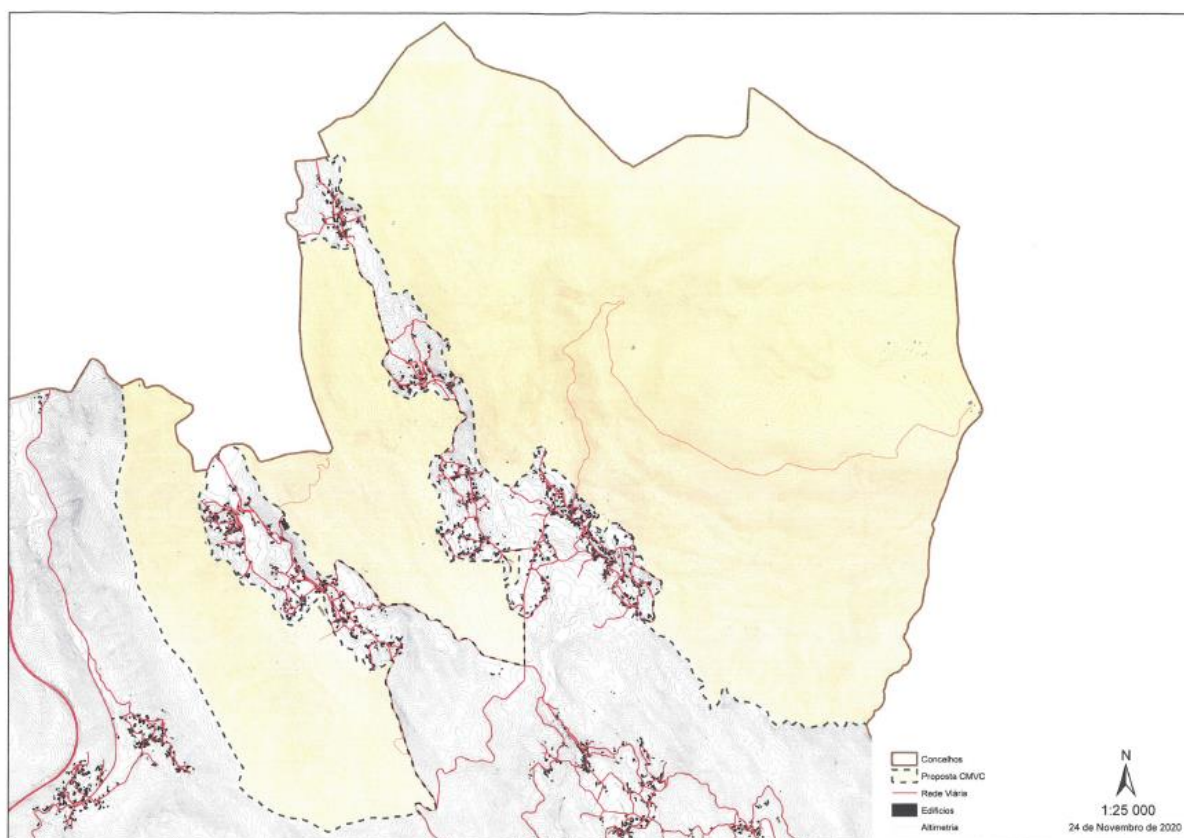 Concelhos
Proposta CMVC
Rede Viária
Edifícios
Altimetria
N
1:25 000
24 de Novembro de 2020